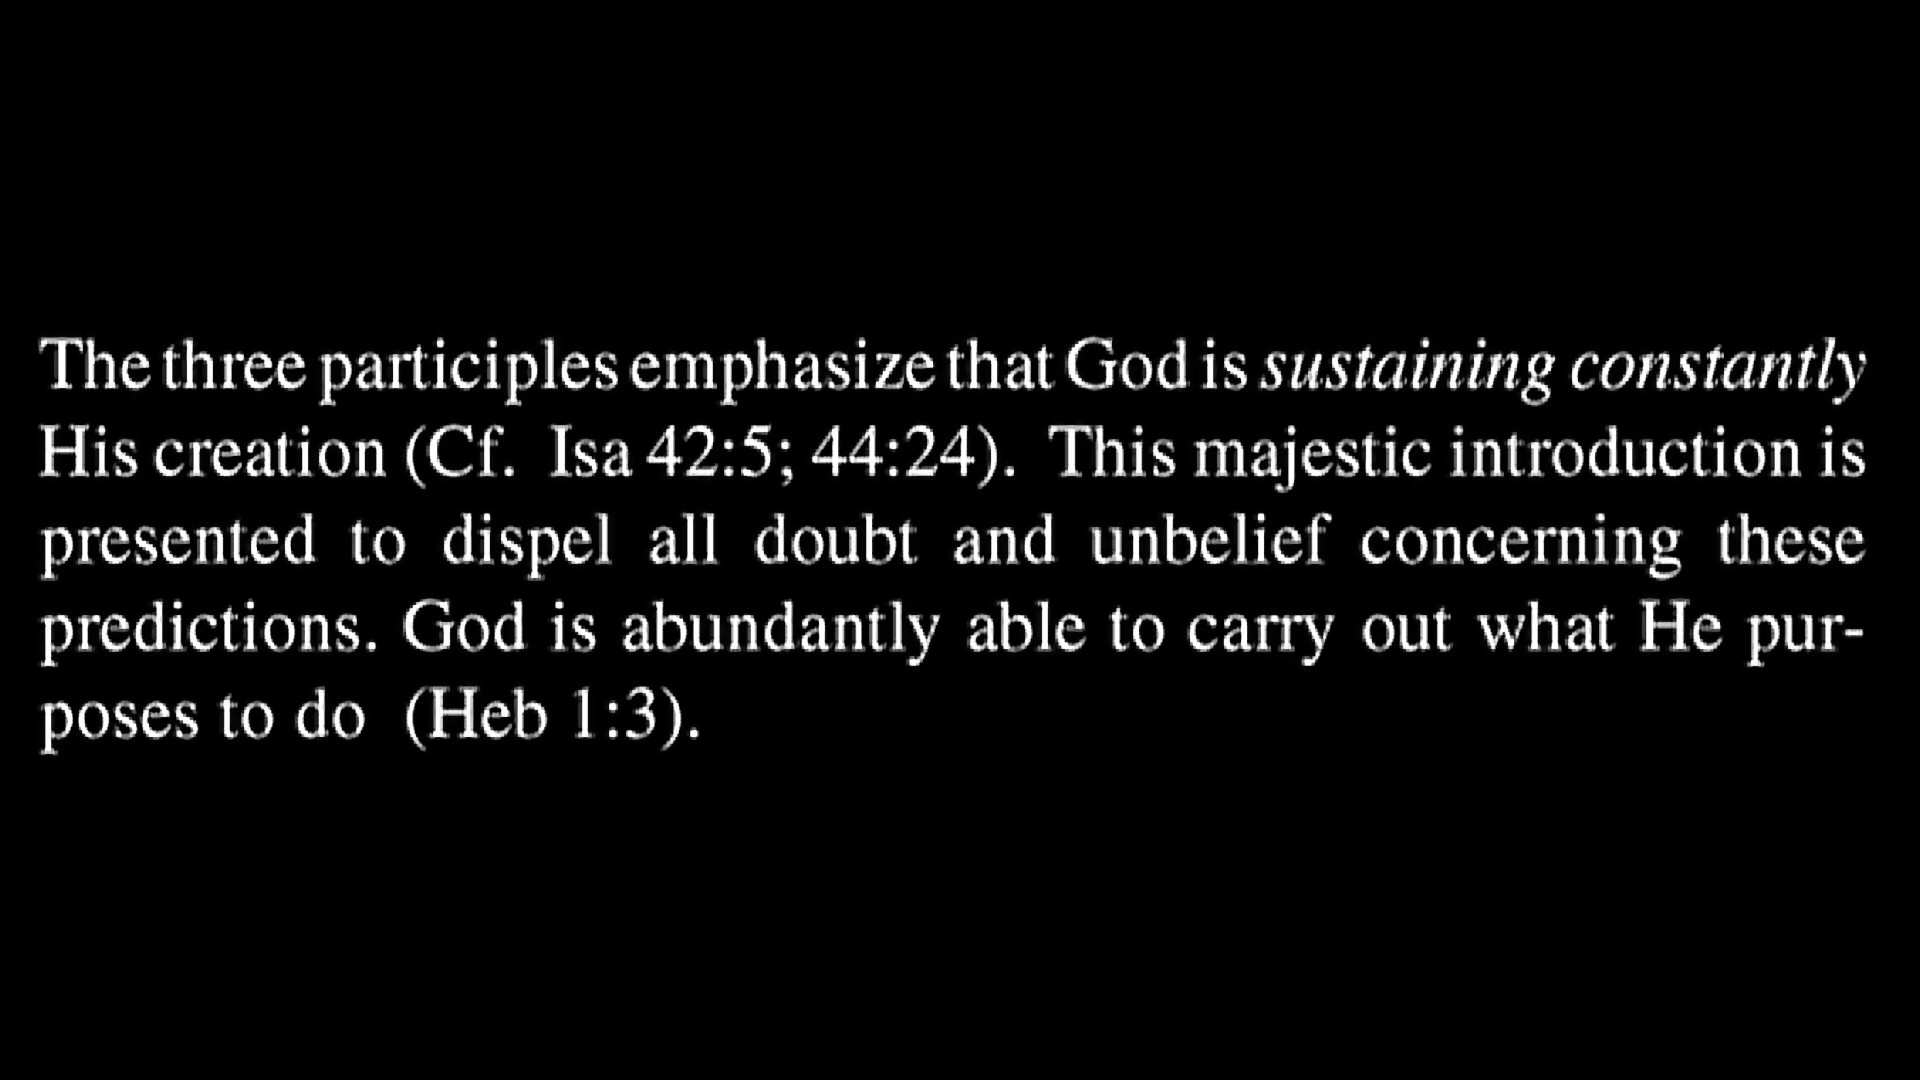 The three participles emphasize that God is sustaining constantly
His creation (Cf. Isa 42:5; 44:24). This majestic introduction is
presented to dispel all doubt and unbelief concerning these
predictions. God is abundantly able to carry out what He pur-
poses to do (Heb 1:3).